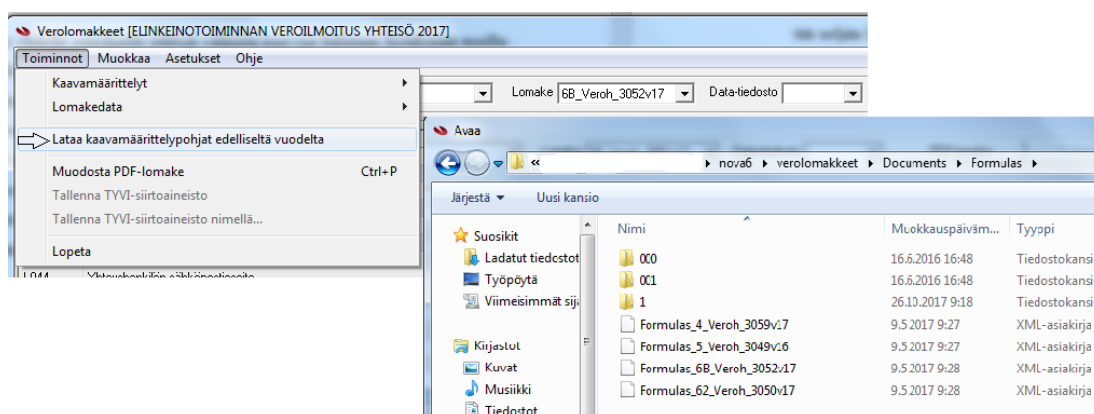 Verolomakkeet [ELINKEINOTOIMINNAN VEROILMOITUS YHTEISÖ 2017]
Toiminnot Muokkaa Asetukset Ohje
Kaavamäärittelyt
Lomakedata
Lataa kaavamäärittelypohjat edelliseltä vuodelta
Muodosta PDF-lomake Ctrl+P
Tallenna TYVI-siirtoaineisto
Tallenna TYVI-siirtoaineisto nimellä...
Lopeta
Lomake 6B_Veroh_3052v17 Data-tiedosto
Avaa
« nova6 verolomakkeet Documents Formulas
Järjestä Uusi kansio
Suosikit
Ladatut tiedostot
Työpöytä
Viimeisimmät sij
Kirjastot
Kuvat
Musiikki
Tiedostot
Nimi Muokkauspäiväm... Tyyppi
000 16.6.2016 16:48 Tiedostokansi
001 16.6.2016 16:48 Tiedostokansi
1 26.10.2017 9:18 Tiedostokansi
Formulas_4_Veroh_3059v17 9.5.2017 9:27 XML-asiakirja
Formulas_5_Veroh_3049v16 9.5.2017 9:27 XML-asiakirja
Formulas_6B_Veroh_3052v17 9.5.2017 9:28 XML-asiakirja
Formulas_62_Veroh_3050v17 9.5.2017 9:28 XML-asiakirja